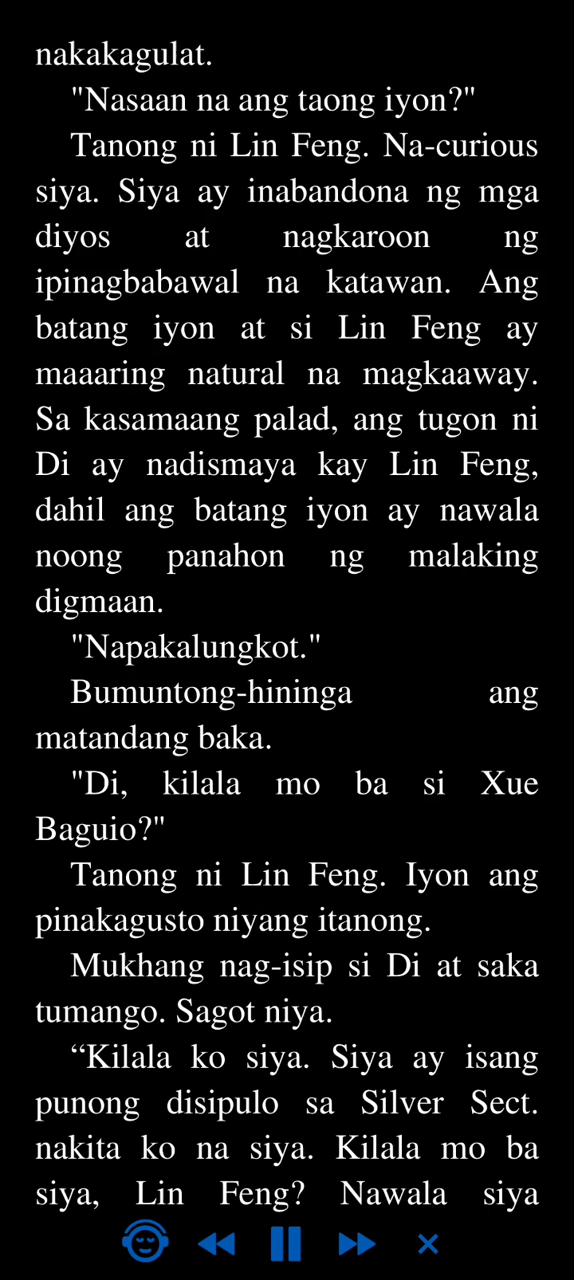 nakakagulat.
"Nasaan na ang taong iyon?"
Tanong ni Lin Feng. Na-curious
siya. Siya ay inabandona ng mga
diyos at nagkaroon ng
ipinagbabawal na katawan. Ang
batang iyon at si Lin Feng ay
maaaring natural na magkaaway.
Sa kasamaang palad, ang tugon ni
Di ay nadismaya kay Lin Feng,
dahil ang batang iyon ay nawala
noong panahon ng malaking
digmaan.
"Napakalungkot."
Bumuntong-hininga ang
matandang baka.
"Di, kilala mo ba si Xue
Baguio?"
Tanong ni Lin Feng. Iyon ang
pinakagusto niyang itanong.
Mukhang nag-isip si Di at saka
tumango. Sagot niya.
“Kilala ko siya. Siya ay isang
punong disipulo sa Silver Sect.
nakita ko na siya. Kilala mo ba
siya, Lin Feng? Nawala siya